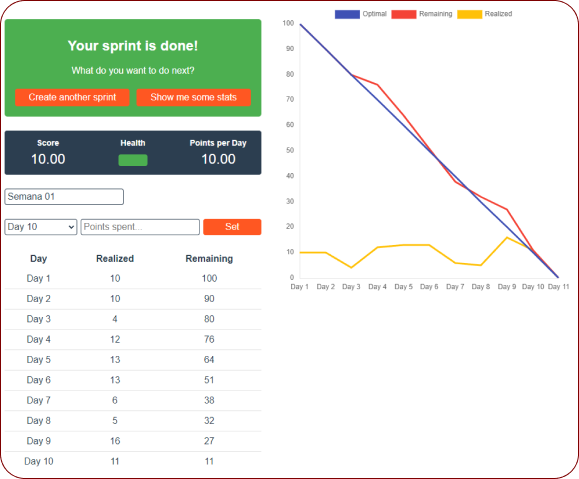 Your sprint is done!
What do you want to do next?
Create another sprint Show me some stats
Score Health Points per Day
10.00 10.00
Semana 01
Day 10 Points spent... Set
Day Realized Remaining
Day 1 10 100
Day 2 10 90
Day 3 4 80
Day 4 12 76
Day 5 13 64
Day 6 13 51
Day 7 6 38
Day 8 5 32
Day 9 16 27
Day 10 11 11
Optimal Remaining Realized
100
90
80
70
60
50
40
30
20
10
0
Day 1 Day 2 Day 3 Day 4 Day 5 Day 6 Day 7 Day 8 Day 9 Day 10 Day 11